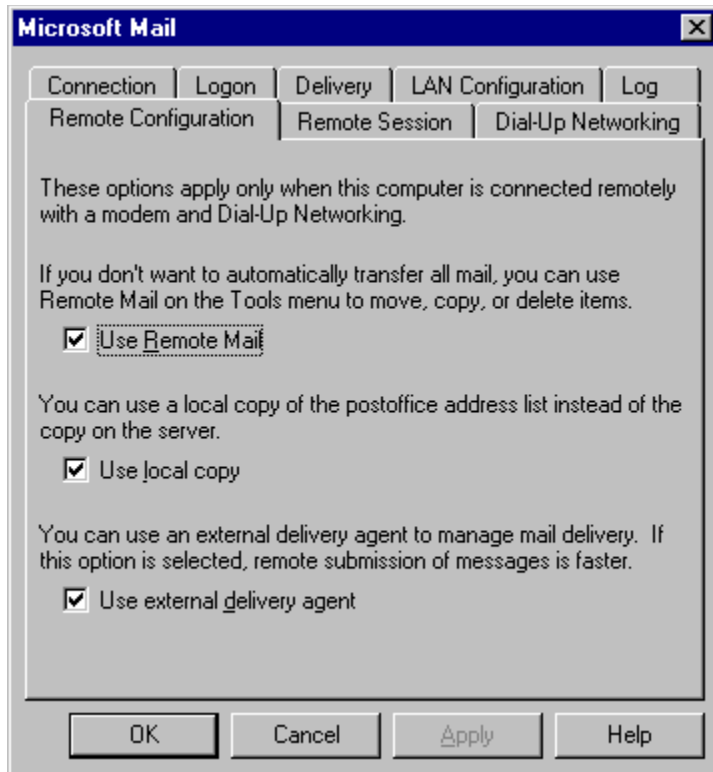 Microsoft Mail
Connection Logon Delivery LAN Configuration Log
Remote Configuration Remote Session Dial-Up Networking
These options apply only when this computer is connected remotely
with a modem and Dial-Up Networking.
If you don't want to automatically transfer all mail, you can use
Remote Mail on the Tools menu to move, copy, or delete items.
Use Remote Mail
You can use a local copy of the postoffice address list instead of the
copy on the server.
Use local copy
You can use an external delivery agent to manage mail delivery.  If
this option is selected, remote submission of messages is faster.
Use external delivery agent
OK Cancel Apply Help